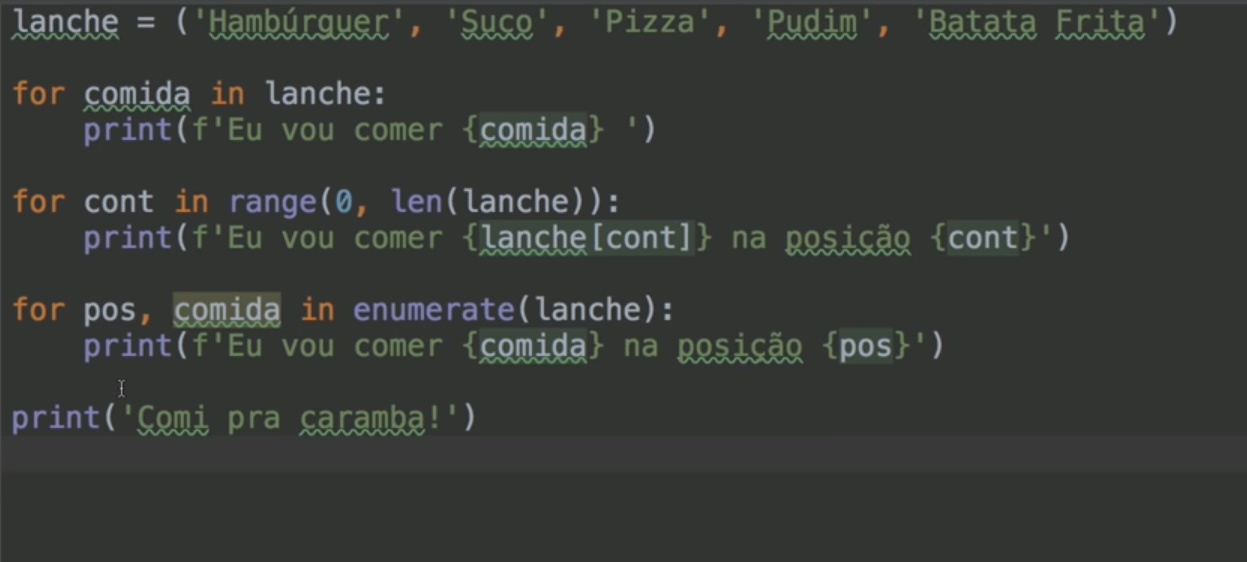 lanche = ('Hambúrguer', 'Suco', 'Pizza', 'Pudim', 'Batata Frita')
for comida in lanche:
    print(f'Eu vou comer {comida} ')
for cont in range(0, len(lanche)):
    print(f'Eu vou comer {lanche[cont]} na posição {cont}')
for pos, comida in enumerate(lanche):
    print(f'Eu vou comer {comida} na posição {pos}')
print('Comi pra caramba!')